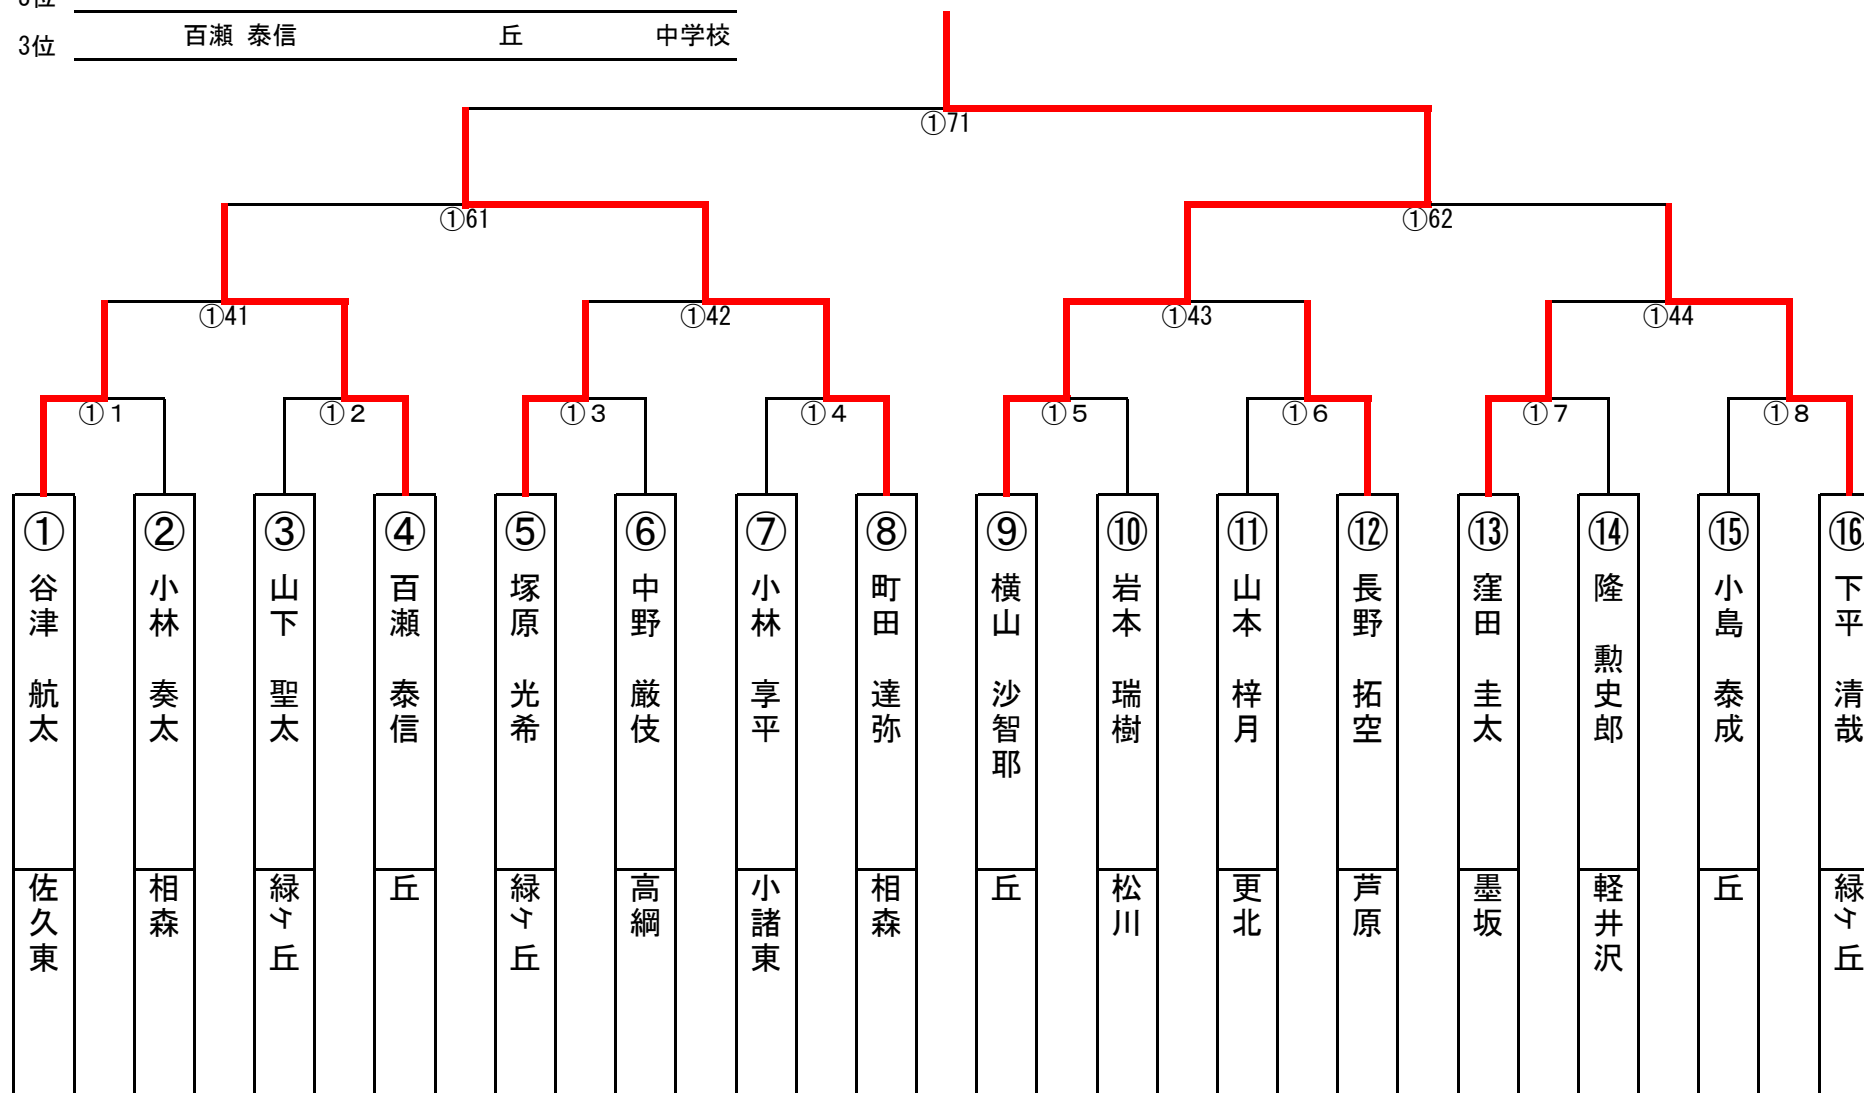 3位 百瀬 泰信 丘 中学校
①71
①61 ①62
①41 ①42 ①43 ①44
①1 ①2 ①3 ①4 ①5 ①6 ①7 ①8
① 谷津 航太 佐久東
② 小林 奏太 相森
③ 山下 聖太 緑ヶ丘
④ 百瀬 泰信 丘
⑤ 塚原 光希 緑ヶ丘
⑥ 中野 厳伎 高綱
⑦ 小林 享平 小諸東
⑧ 町田 達弥 相森
⑨ 横山 沙智耶 丘
⑩ 岩本 瑞樹 松川
⑪ 山本 梓月 更北
⑫ 長野 拓空 芦原
⑬ 窪田 圭太 墨坂
⑭ 隆 勲史郎 軽井沢
⑮ 小島 泰成 丘
⑯ 下平 清哉 緑ヶ丘